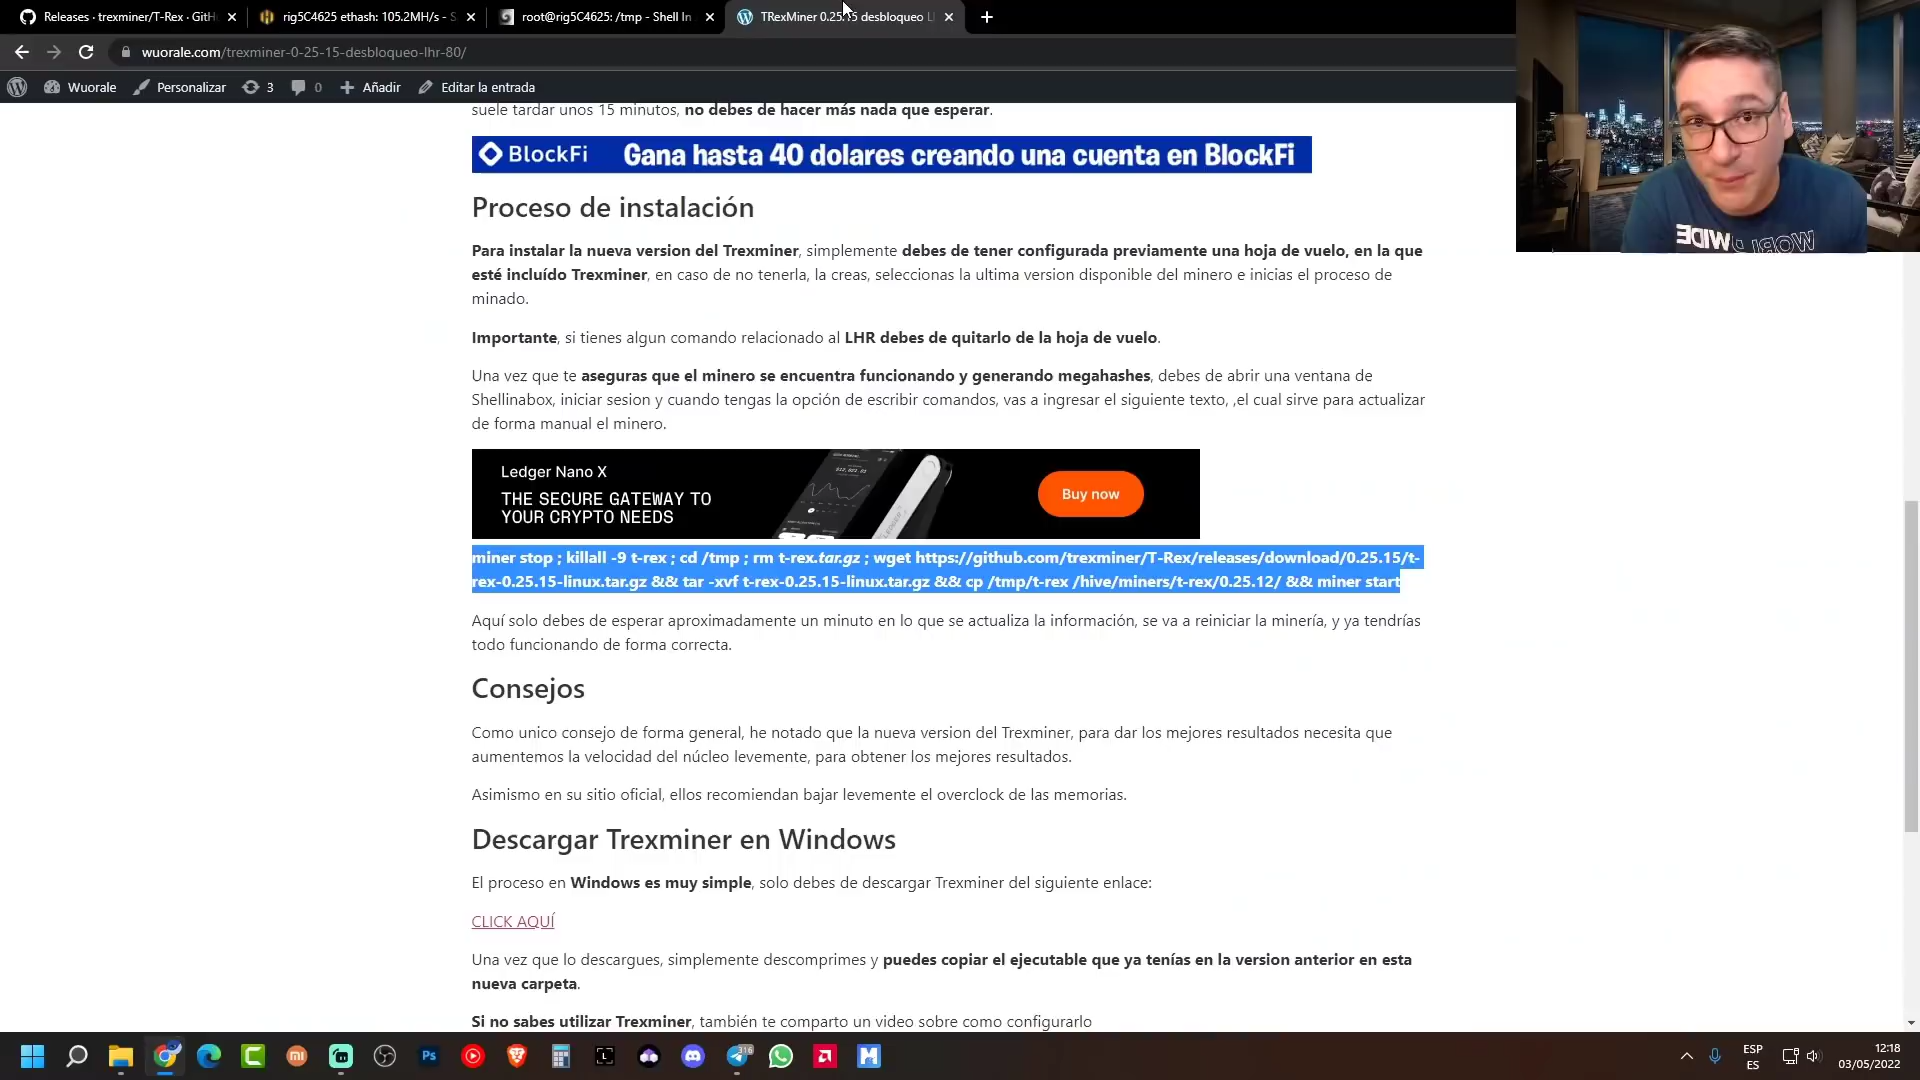 Releases · trexminer/T-Rex · GitH
rig5C4625 ethash: 105.2MH/s - S
root@rig5C4625: /tmp - Shell In
TRexMiner 0.25.15 desbloqueo L
wuorale.com/trexminer-0-25-15-desbloqueo-lhr-80/
Wuorale
Personalizar
3
0
Añadir
Editar la entrada
suele tardar unos 15 minutos, no debes de hacer más nada que esperar.
BlockFi Gana hasta 40 dolares creando una cuenta en BlockFi
Proceso de instalación
Para instalar la nueva version del Trexminer, simplemente debes de tener configurada previamente una hoja de vuelo, en la que
esté incluído Trexminer, en caso de no tenerla, la creas, seleccionas la ultima version disponible del minero e inicias el proceso de
minado.
Importante, si tienes algun comando relacionado al LHR debes de quitarlo de la hoja de vuelo.
Una vez que te aseguras que el minero se encuentra funcionando y generando megahashes, debes de abrir una ventana de
Shellinabox, iniciar sesion y cuando tengas la opción de escribir comandos, vas a ingresar el siguiente texto, ,el cual sirve para actualizar
de forma manual el minero.
Ledger Nano X
THE SECURE GATEWAY TO
YOUR CRYPTO NEEDS
Buy now
miner stop ; killall -9 t-rex ; cd /tmp ; rm t-rex.tar.gz ; wget https://github.com/trexminer/T-Rex/releases/download/0.25.15/t-
rex-0.25.15-linux.tar.gz && tar -xvf t-rex-0.25.15-linux.tar.gz && cp /tmp/t-rex /hive/miners/t-rex/0.25.12/ && miner start
Aquí solo debes de esperar aproximadamente un minuto en lo que se actualiza la información, se va a reiniciar la minería, y ya tendrías
todo funcionando de forma correcta.
Consejos
Como unico consejo de forma general, he notado que la nueva version del Trexminer, para dar los mejores resultados necesita que
aumentemos la velocidad del núcleo levemente, para obtener los mejores resultados.
Asimismo en su sitio oficial, ellos recomiendan bajar levemente el overclock de las memorias.
Descargar Trexminer en Windows
El proceso en Windows es muy simple, solo debes de descargar Trexminer del siguiente enlace:
CLICK AQUÍ
Una vez que lo descargues, simplemente descomprimes y puedes copiar el ejecutable que ya tenías en la version anterior en esta
nueva carpeta.
Si no sabes utilizar Trexminer, también te comparto un video sobre como configurarlo
WORLD WIDE
Ps
316
ESP
ES
12:18
03/05/2022